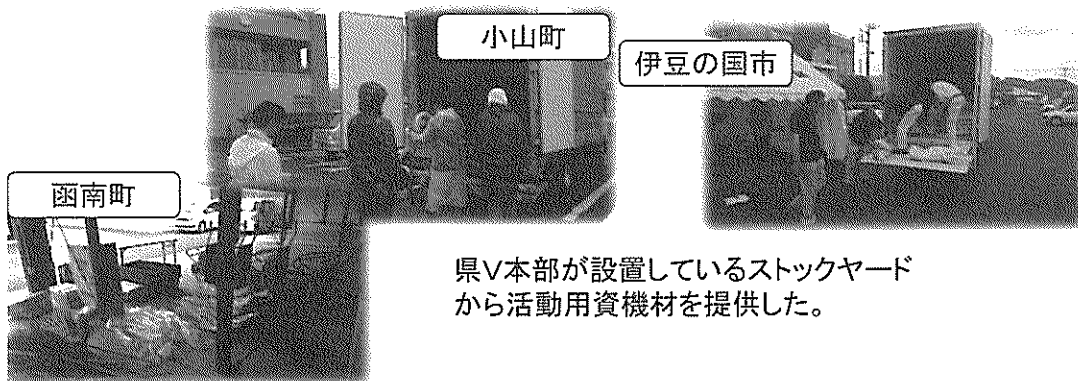 小山町
伊豆の国市
函南町
県V本部が設置しているストックヤード
から活動用資機材を提供した。